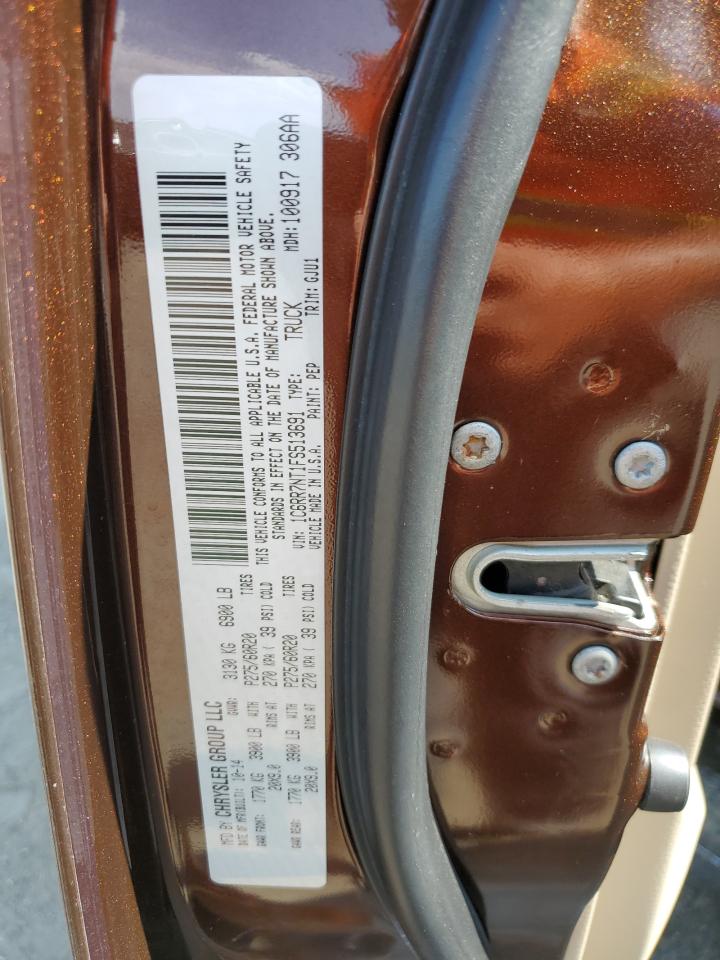 MFD BY CHRYSLER GROUP LLC
DATE OF MFR(BUILT): 10-14 GVWR: 3130 KG 6900 LB
GAWR FRONT: 1770 KG 3900 LB WITH P275/60R20 TIRES
20X9.0 RIMS AT 270 KPA ( 39 PSI) COLD
GAWR REAR: 1770 KG 3900 LB WITH P275/60R20 TIRES
20X9.0 RIMS AT 270 KPA ( 39 PSI) COLD
THIS VEHICLE CONFORMS TO ALL APPLICABLE U.S.A. FEDERAL MOTOR VEHICLE SAFETY
STANDARDS IN EFFECT ON THE DATE OF MANUFACTURE SHOWN ABOVE.
VIN: 1C6RR7NT1FS513691 TYPE: TRUCK MDH: 100917 306AA
VEHICLE MADE IN U.S.A. PAINT: PEP TRIM: GJU1